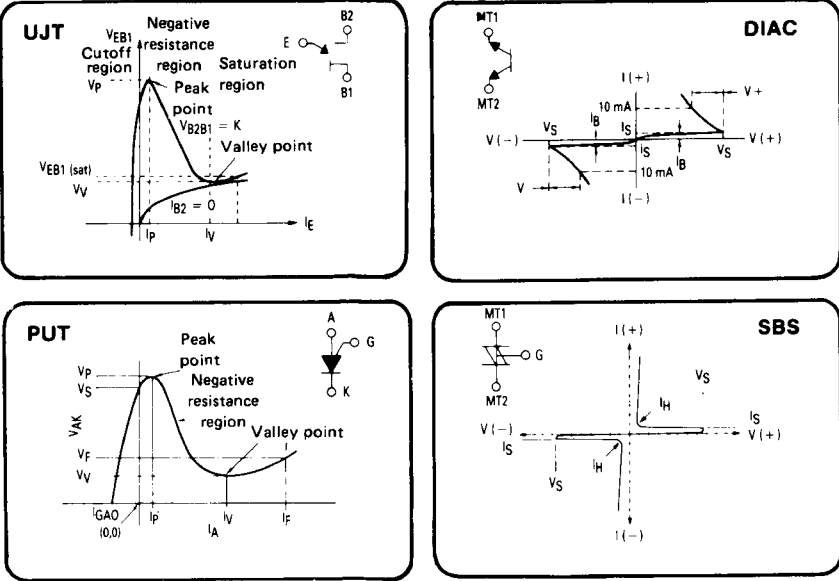 UJT
VEB1
Negative
resistance
region
Cutoff
region
Saturation
region
VP
Peak
point
VB2B1 = K
Valley point
VEB1 (sat)
VV
IB2 = 0
IP
IV
IE
E
B2
B1
DIAC
MT1
MT2
I(+)
10 mA
V+
VS
IB
IS
V(-)
V(+)
IS
IB
VS
10 mA
V-
I(-)
PUT
Peak
point
A
G
K
VP
VS
Negative
resistance
region
VAK
Valley point
VF
VV
IGAO
(0,0)
IP
IV
IF
IA
SBS
MT1
G
MT2
I(+)
VS
IH
IS
V(-)
V(+)
IS
IH
VS
I(-)